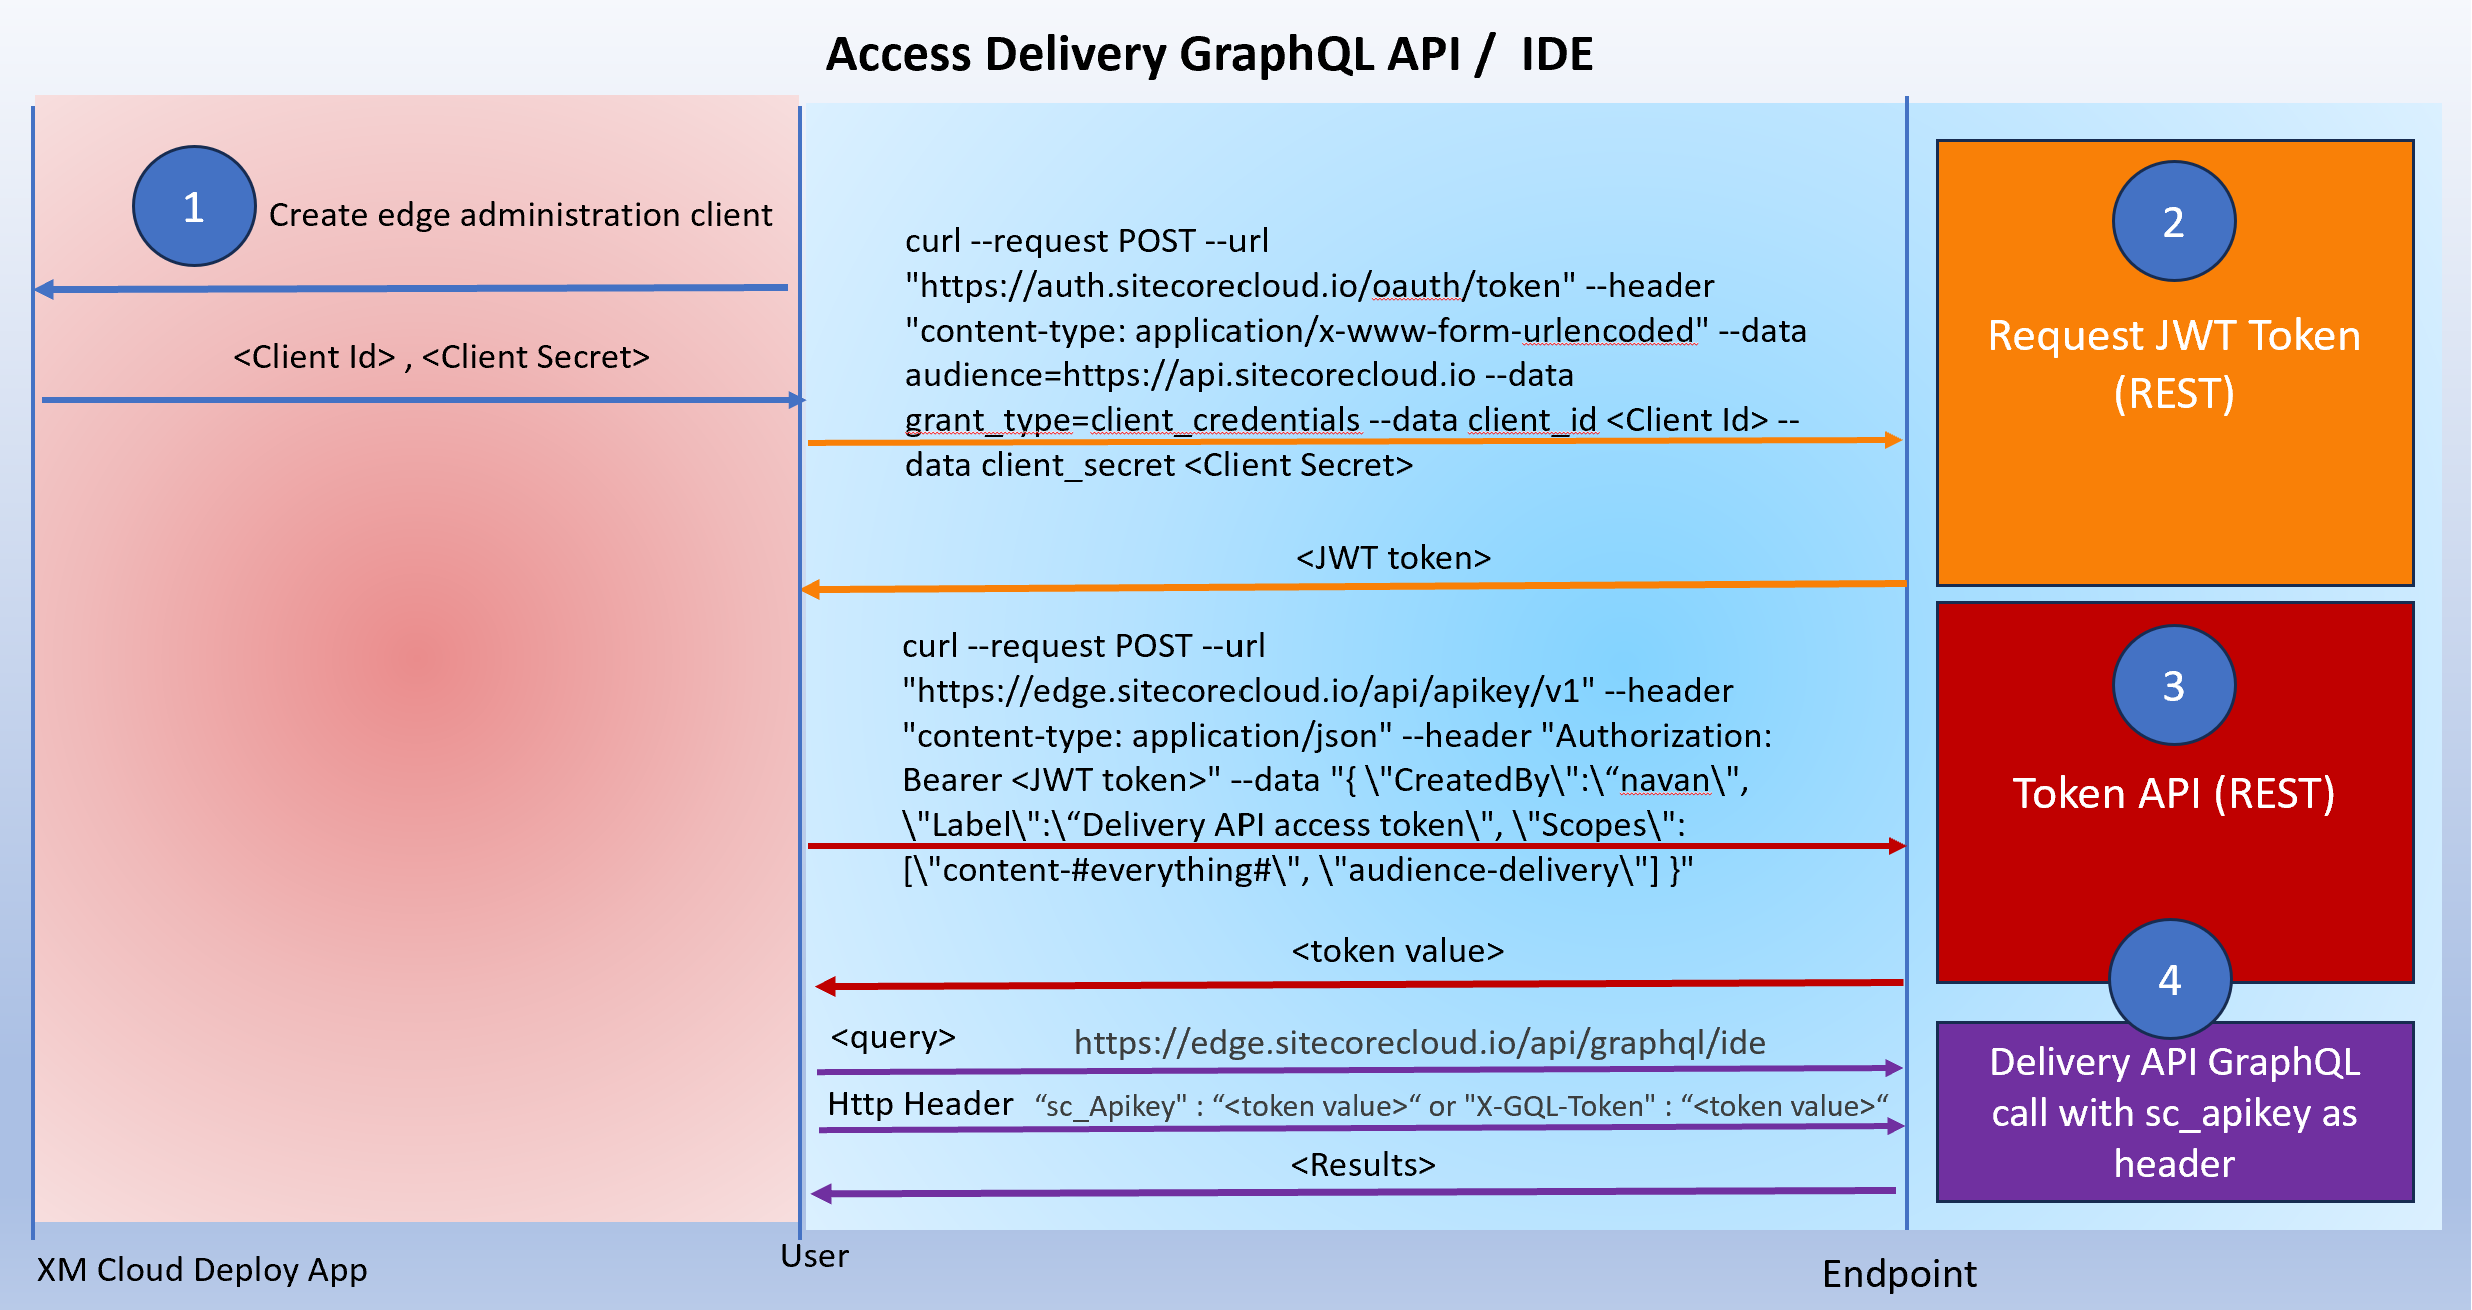 Access Delivery GraphQL API /  IDE
1
Create edge administration client
<Client Id> , <Client Secret>
curl --request POST --url
"https://auth.sitecorecloud.io/oauth/token" --header
"content-type: application/x-www-form-urlencoded" --data
audience=https://api.sitecorecloud.io --data
grant_type=client_credentials --data client_id <Client Id> --
data client_secret <Client Secret>
2
Request JWT Token
(REST)
<JWT token>
curl --request POST --url
"https://edge.sitecorecloud.io/api/apikey/v1" --header
"content-type: application/json" --header "Authorization:
Bearer <JWT token>" --data "{ \"CreatedBy\":\“navan\",
\"Label\":\“Delivery API access token\", \"Scopes\":
[\"content-#everything#\", \"audience-delivery\"] }"
3
Token API (REST)
<token value>
4
<query>
https://edge.sitecorecloud.io/api/graphql/ide
Http Header
“sc_Apikey" : “<token value>“ or "X-GQL-Token" : “<token value>“
<Results>
Delivery API GraphQL
call with sc_apikey as
header
XM Cloud Deploy App
User
Endpoint